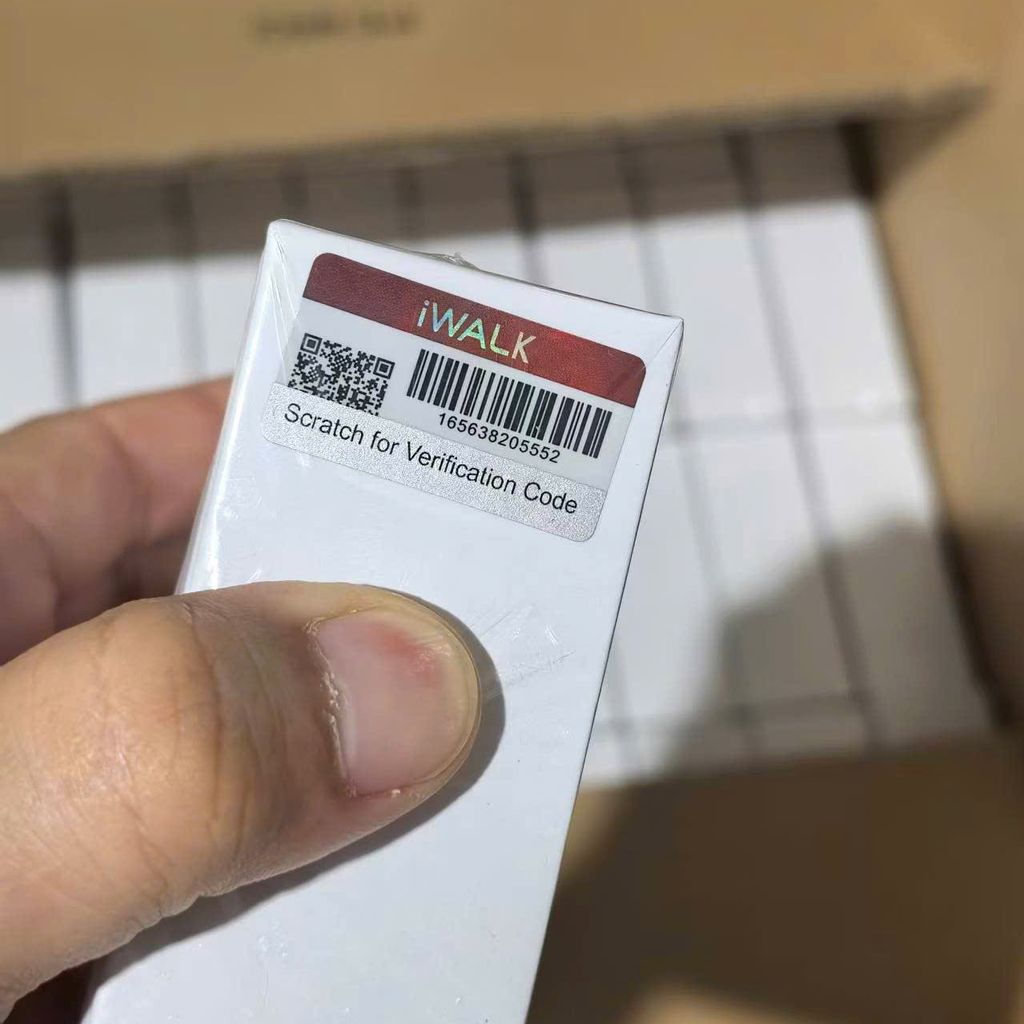 iWALK
165638205552
Scratch for Verification Code